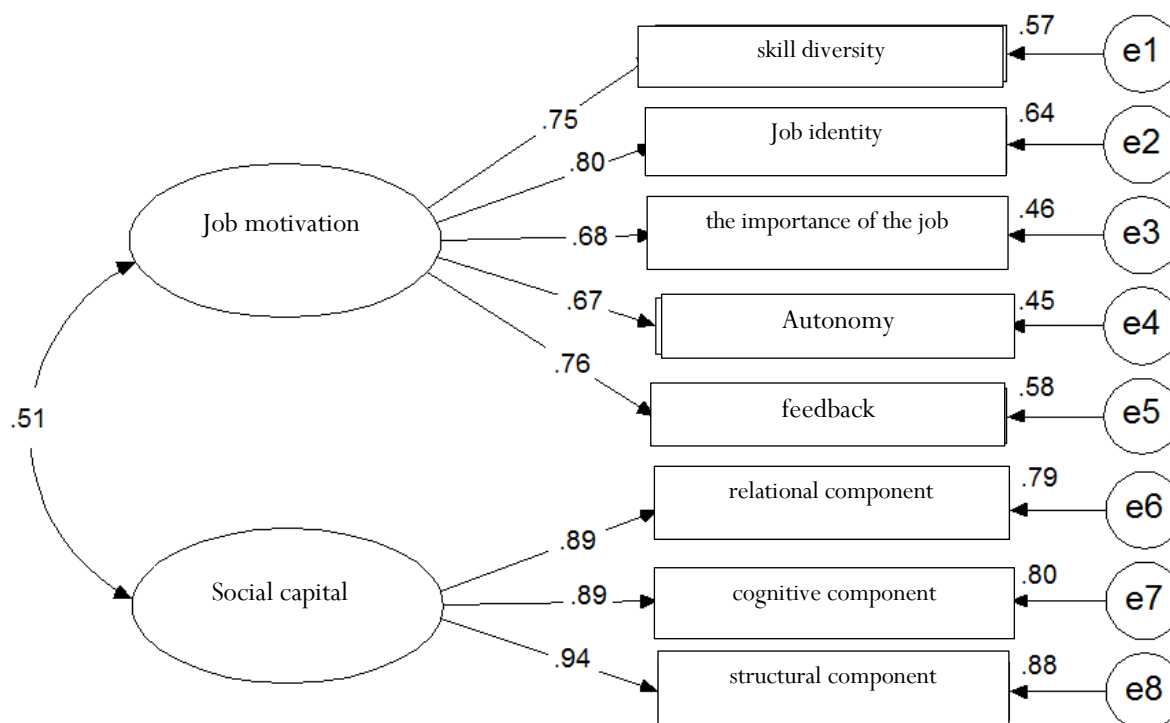 .57
skill diversity
e1
.75
.64
Job identity
e2
.80
Job motivation
.46
the importance of the job
e3
.68
.45
Autonomy
e4
.67
.58
feedback
e5
.76
.51
.79
relational component
e6
.89
.80
cognitive component
e7
.89
Social capital
.88
structural component
e8
.94